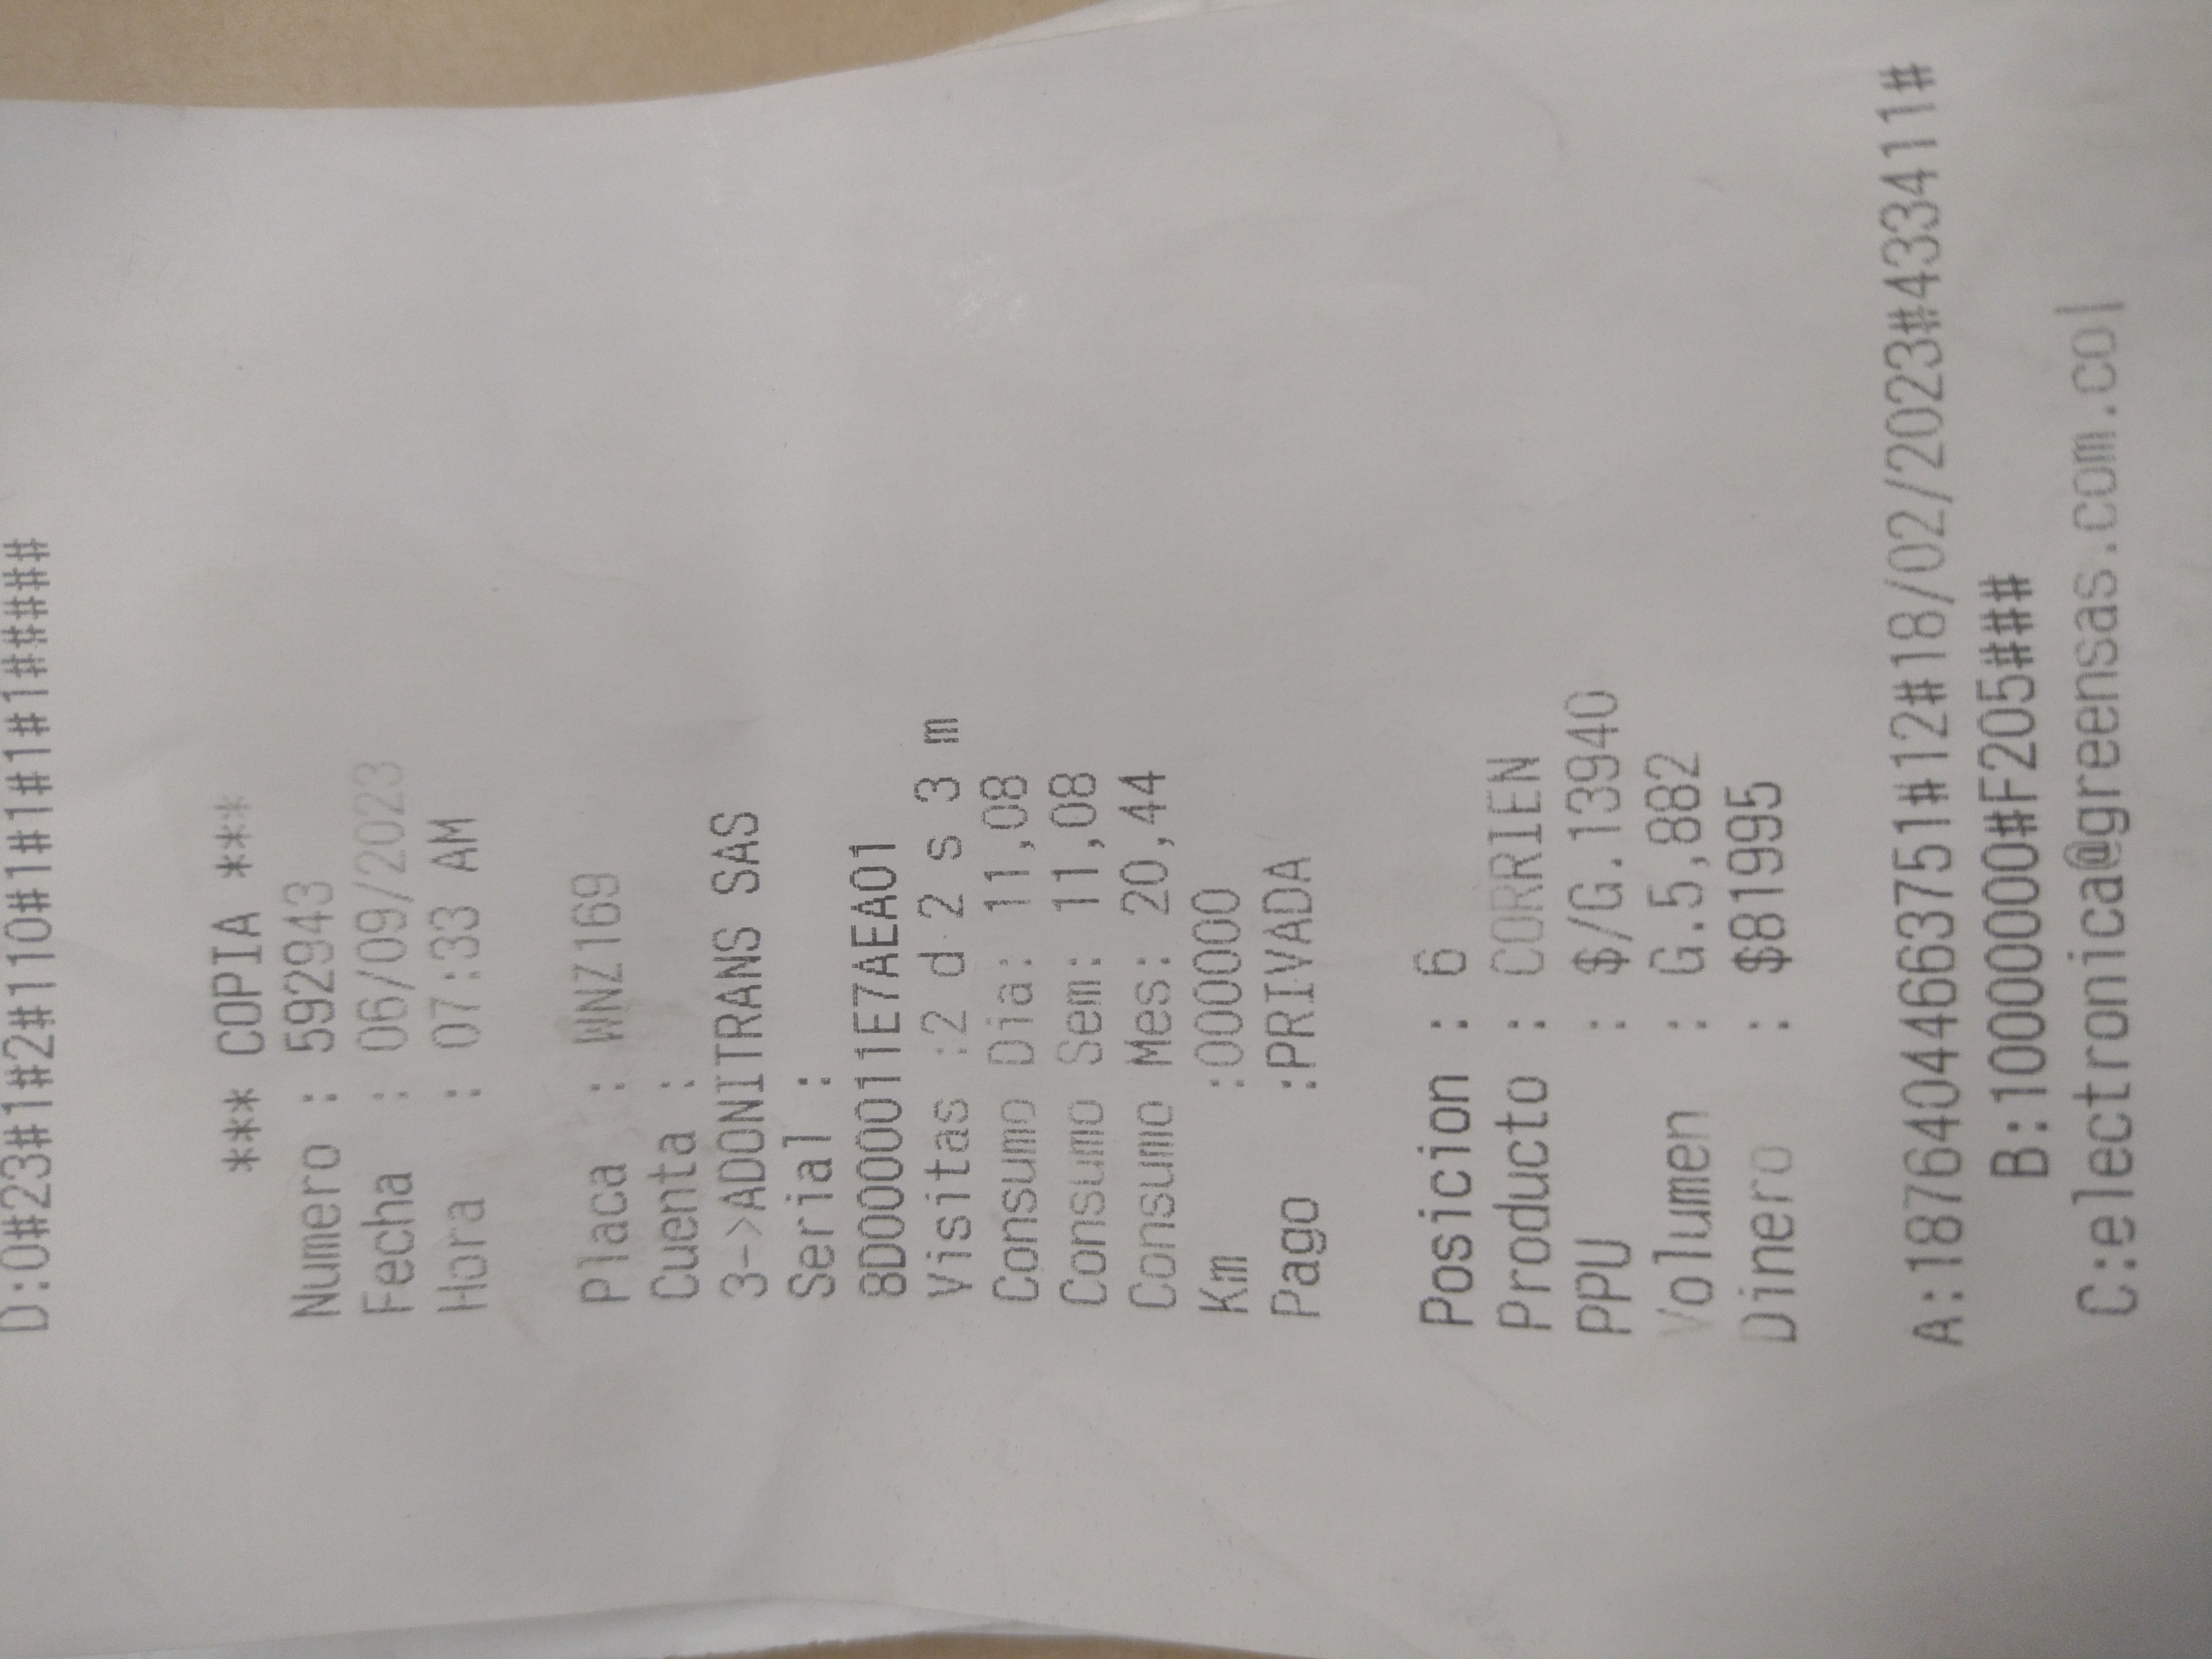 D:0#23#1#2#110#1#1#1#1####
*** COPIA ***
Numero : 592943
Fecha : 06/09/2023
Hora : 07:33 AM
Placa : WNZ169
Cuenta :
3->ADONITRANS SAS
Serial :
8D000011E7AEA01
Visitas :2 d 2 s 3 m
Consumo Dia: 11,08
Consumo Sem: 11,08
Consumo Mes: 20,44
Km :000000
Pago :PRIVADA
Posicion : 6
Producto : CORRIEN
PPU : $/G.13940
Volumen : G.5,882
Dinero : $81995
A:18764044663751#12#18/02/2023#433411#
B:1000000#F205###
C:electronica@greensas.com.co|